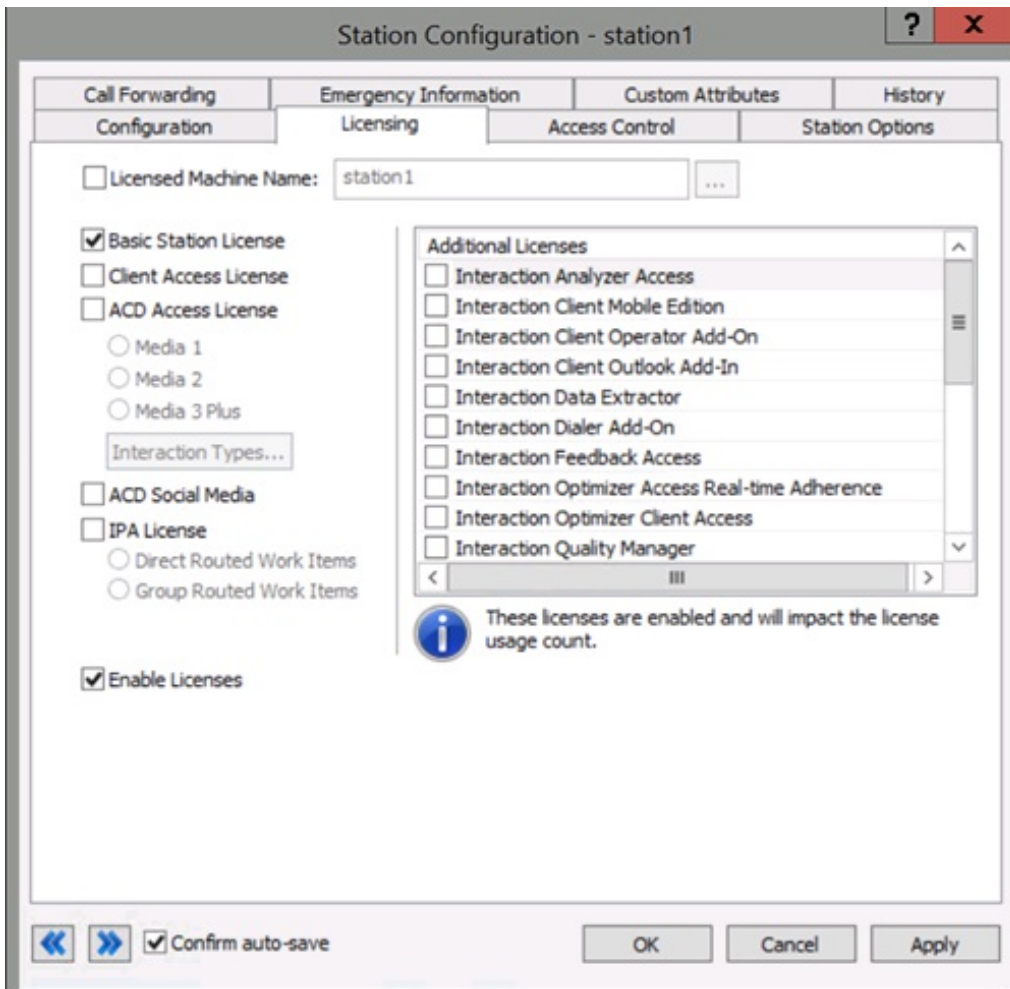 Station Configuration - station1
? X
Call Forwarding Emergency Information Custom Attributes History
Configuration Licensing Access Control Station Options
Licensed Machine Name: station1 ...
Basic Station License
Client Access License
ACD Access License
Media 1
Media 2
Media 3 Plus
Interaction Types...
ACD Social Media
IPA License
Direct Routed Work Items
Group Routed Work Items
Additional Licenses
Interaction Analyzer Access
Interaction Client Mobile Edition
Interaction Client Operator Add-On
Interaction Client Outlook Add-In
Interaction Data Extractor
Interaction Dialer Add-On
Interaction Feedback Access
Interaction Optimizer Access Real-time Adherence
Interaction Optimizer Client Access
Interaction Quality Manager
These licenses are enabled and will impact the license
usage count.
Enable Licenses
Confirm auto-save OK Cancel Apply